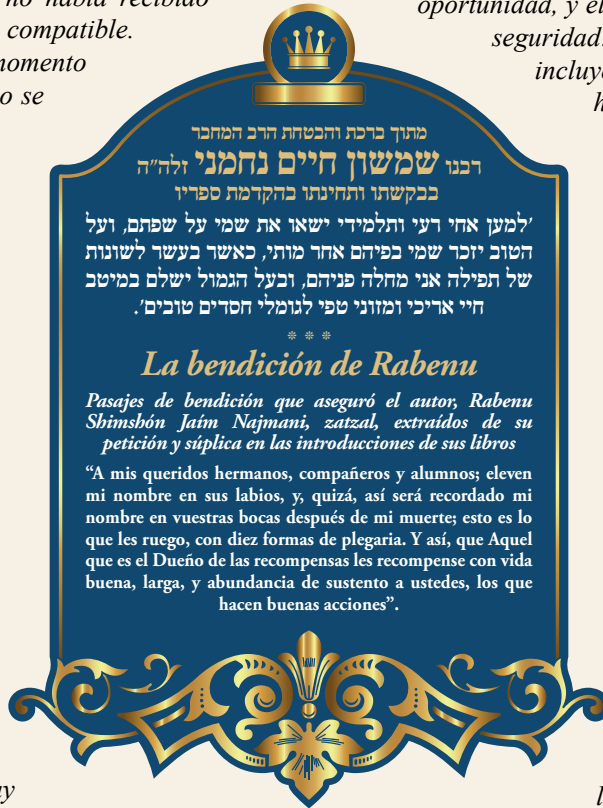 no había recibido
compatible.
momento
o se
oportunidad, y el
seguridad.
incluye
מתוך ברכת והבטחת הרב המחבר
רבנו שמשון חיים נחמני זלה״ה
בבקשתו ותחינתו בהקדמת ספריו
'למען אחי רעי ותלמידי ישאו את שמי על שפתם, ועל
הטוב יזכר שמי בפיהם אחר מותי, כאשר בעשר לשונות
של תפילה אני מחלה פניהם, ובעל הגמול ישלם במיטב
חיי אריכי ומזוני טפי לגומלי חסדים טובים'.
* * *
La bendición de Rabenu
Pasajes de bendición que aseguró el autor, Rabenu
Shimshón Jaím Najmani, zatzal, extraídos de su
petición y súplica en las introducciones de sus libros
“A mis queridos hermanos, compañeros y alumnos; eleven
mi nombre en sus labios, y, quizá, así será recordado mi
nombre en vuestras bocas después de mi muerte; esto es lo
que les ruego, con diez formas de plegaria. Y así, que Aquel
que es el Dueño de las recompensas les recompense con vida
buena, larga, y abundancia de sustento a ustedes, los que
hacen buenas acciones”.